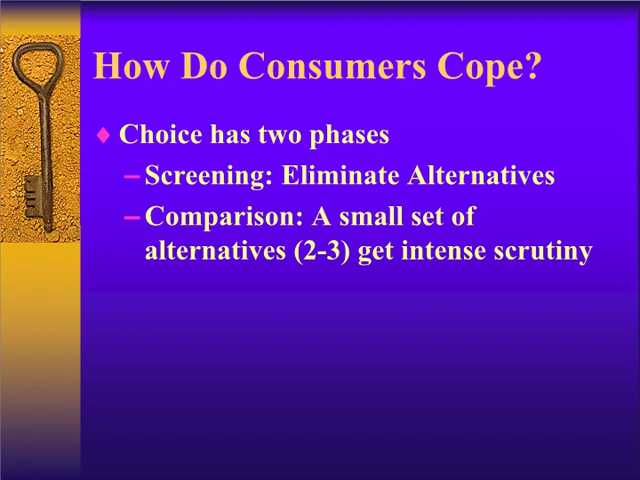 How Do Consumers Cope?
♦ Choice has two phases
– Screening: Eliminate Alternatives
– Comparison: A small set of
alternatives (2-3) get intense scrutiny